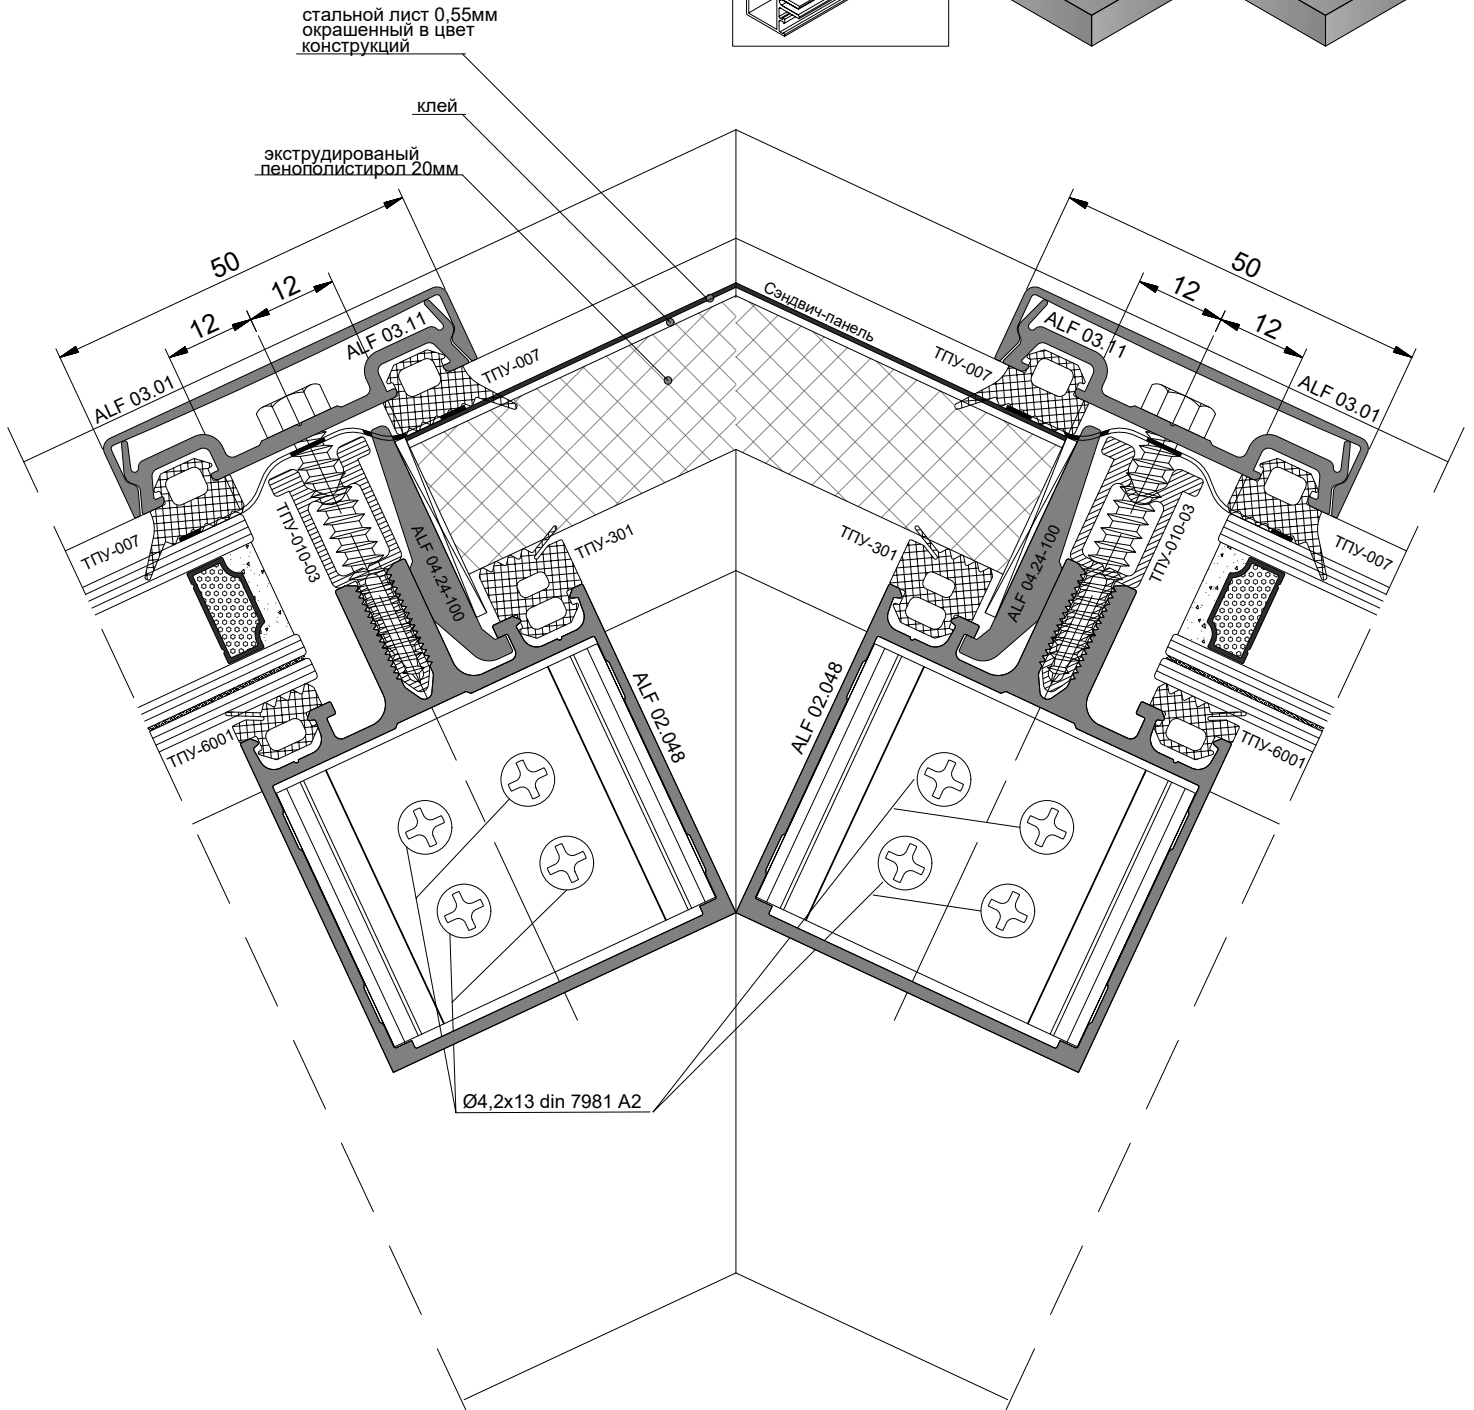 стальной лист 0,55мм
окрашенный в цвет
конструкций
клей
экструдированый
пенополистирол 20мм
50
12
12
ALF 03.11
ALF 03.01
ТПУ-007
Сэндвич-панель
ТПУ-007
50
12
12
ALF 03.11
ALF 03.01
ТПУ-007
ТПУ-010-03
ALF 04.24-100
ТПУ-301
ТПУ-301
ALF 04.24-100
ТПУ-010-03
ТПУ-007
ТПУ-6001
ALF 02.048
ALF 02.048
ТПУ-6001
Ø4,2x13 din 7981 A2